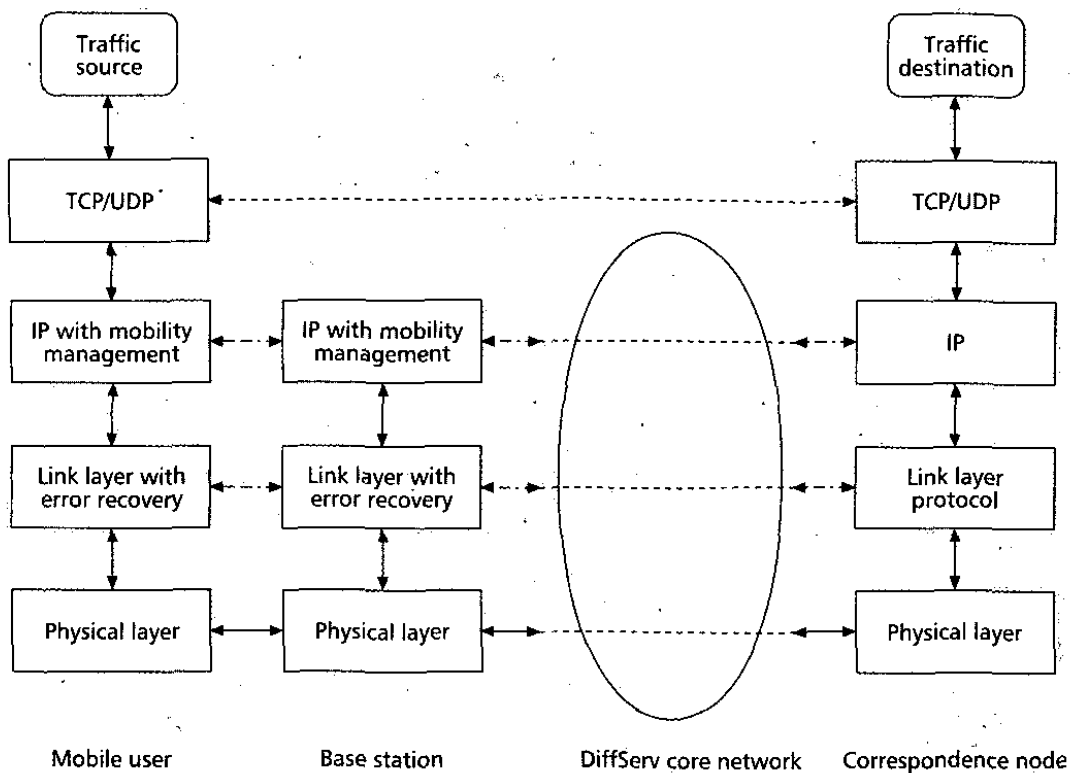 Traffic
source
Traffic
destination
TCP/UDP
TCP/UDP
IP with mobility
management
IP with mobility
management
IP
Link layer with
error recovery
Link layer with
error recovery
Link layer
protocol
Physical layer
Physical layer
Physical layer
Mobile user
Base station
DiffServ core network
Correspondence node